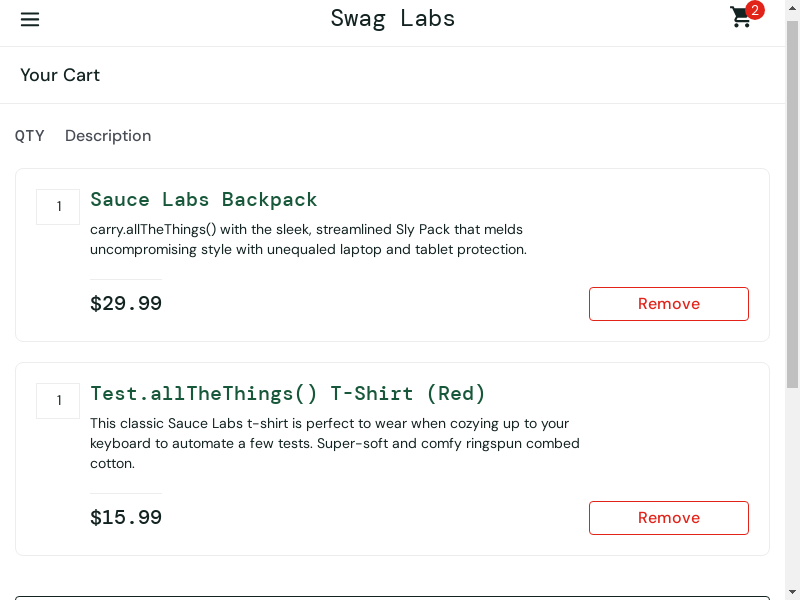 Swag Labs
2
Your Cart
QTY Description
1
Sauce Labs Backpack
carry.allTheThings() with the sleek, streamlined Sly Pack that melds
uncompromising style with unequaled laptop and tablet protection.
$29.99
Remove
1
Test.allTheThings() T-Shirt (Red)
This classic Sauce Labs t-shirt is perfect to wear when cozying up to your
keyboard to automate a few tests. Super-soft and comfy ringspun combed
cotton.
$15.99
Remove